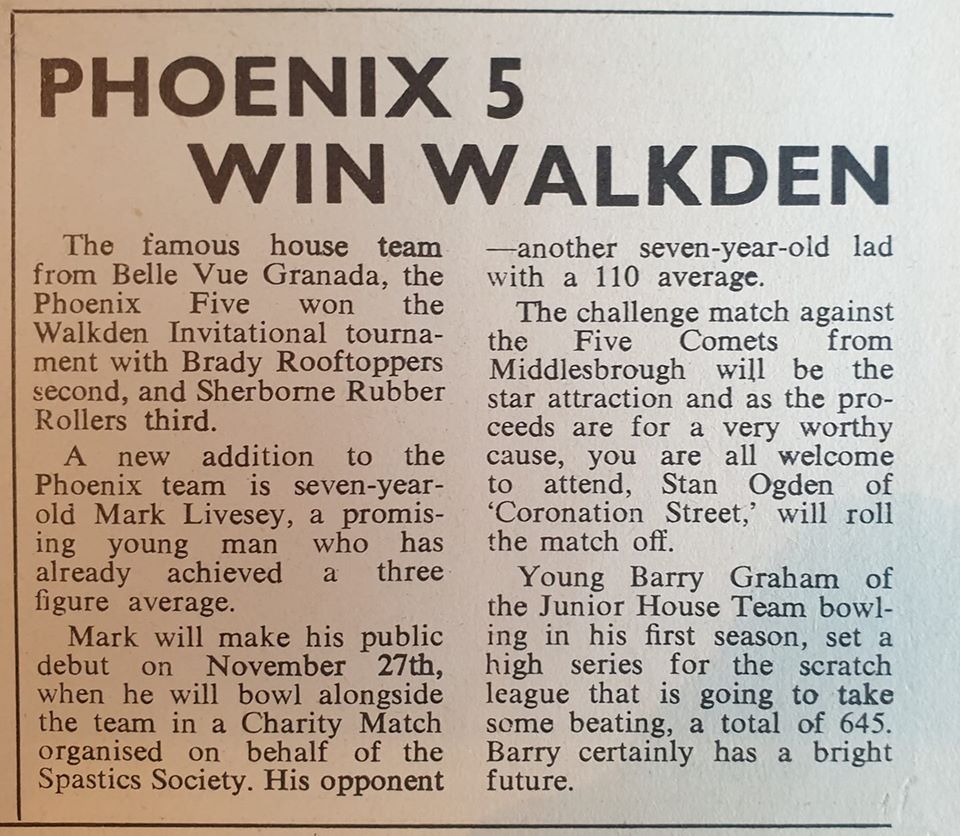 PHOENIX 5
WIN WALKDEN
The famous house team
from Belle Vue Granada, the
Phoenix Five won the
Walkden Invitational tourna-
ment with Brady Rooftoppers
second, and Sherborne Rubber
Rollers third.
A new addition to the
Phoenix team is seven-year-
old Mark Livesey, a promis-
ing young man who has
already achieved a three
figure average.
Mark will make his public
debut on November 27th,
when he will bowl alongside
the team in a Charity Match
organised on behalf of the
Spastics Society. His opponent
—another seven-year-old lad
with a 110 average.
The challenge match against
the Five Comets from
Middlesbrough will be the
star attraction and as the pro-
ceeds are for a very worthy
cause, you are all welcome
to attend, Stan Ogden of
‘Coronation Street,’ will roll
the match off.
Young Barry Graham of
the Junior House Team bowl-
ing in his first season, set a
high series for the scratch
league that is going to take
some beating, a total of 645.
Barry certainly has a bright
future.